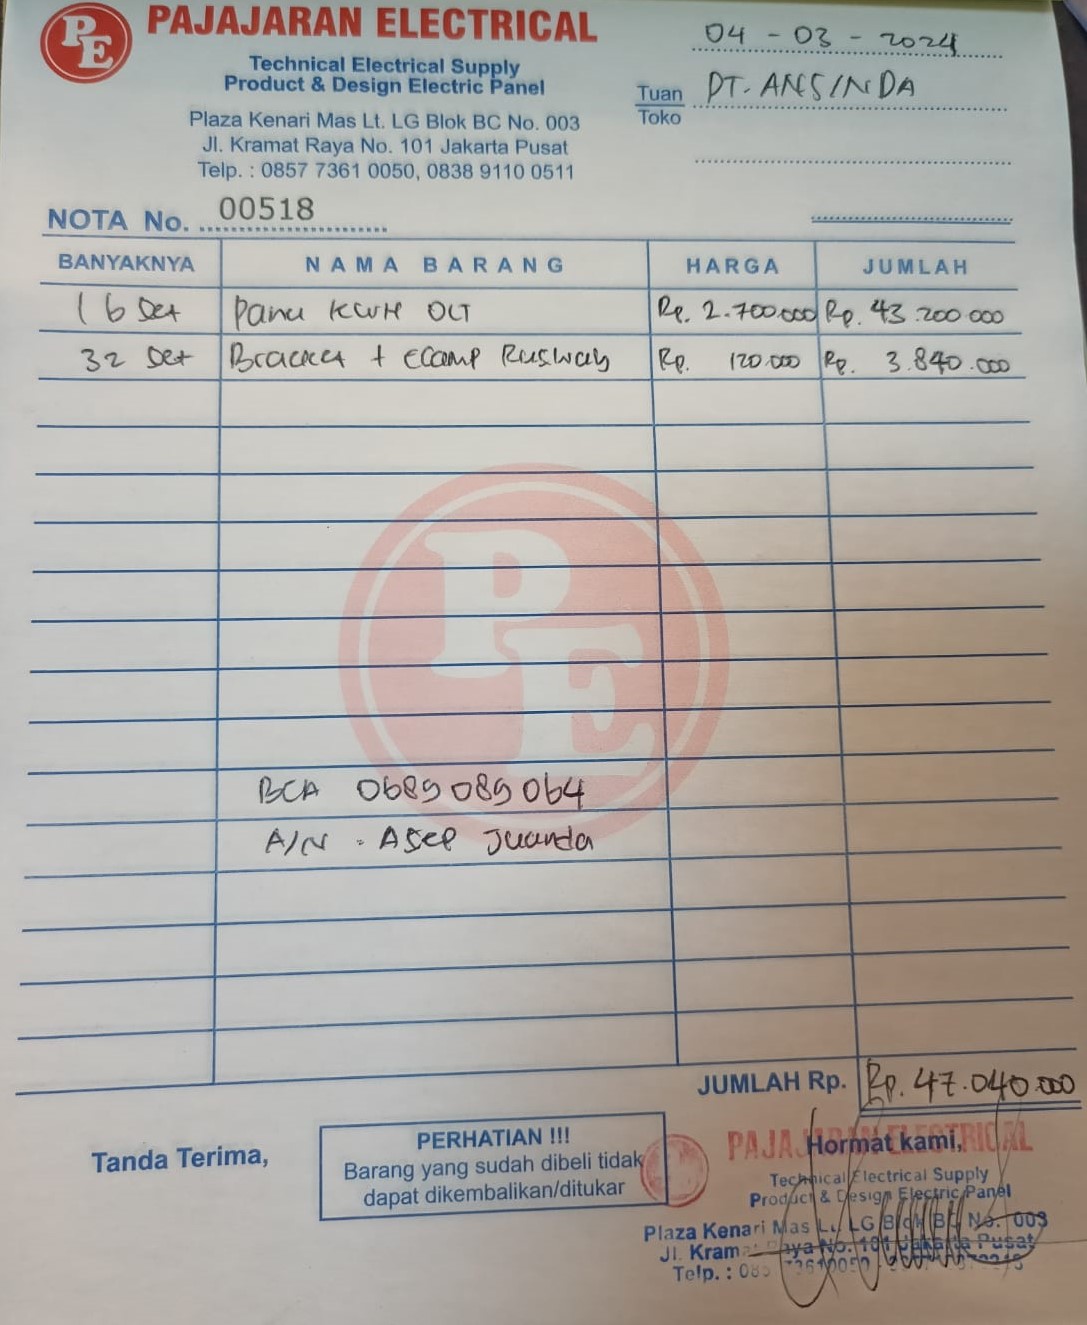 PE
PAJAJARAN ELECTRICAL
Technical Electrical Supply
Product & Design Electric Panel
Plaza Kenari Mas Lt. LG Blok BC No. 003
Jl. Kramat Raya No. 101 Jakarta Pusat
Telp. : 0857 7361 0050, 0838 9110 0511
04 - 03 - 2024
Tuan
Toko
PT. ANSINDA
NOTA No. 00518
BANYAKNYA NAMA BARANG HARGA JUMLAH
16 Set Panel KWH OLT Rp. 2.700.000 Rp. 43.200.000
32 Set Bracket + Clamp Rp. 120.000 Rp. 3.840.000
PE
BCA 0689089064
A/N . Asep Juanda
JUMLAH Rp. Rp. 47.040.000
Tanda Terima,
PERHATIAN !!!
Barang yang sudah dibeli tidak
dapat dikembalikan/ditukar
Hormat kami,
PAJAJARAN ELECTRICAL
Technical Electrical Supply
Product & Design Electric Panel
Plaza Kenari Mas Lt. LG Blok BC No. 003
Jl. Kramat Raya No. 101 Jakarta Pusat
Telp. :